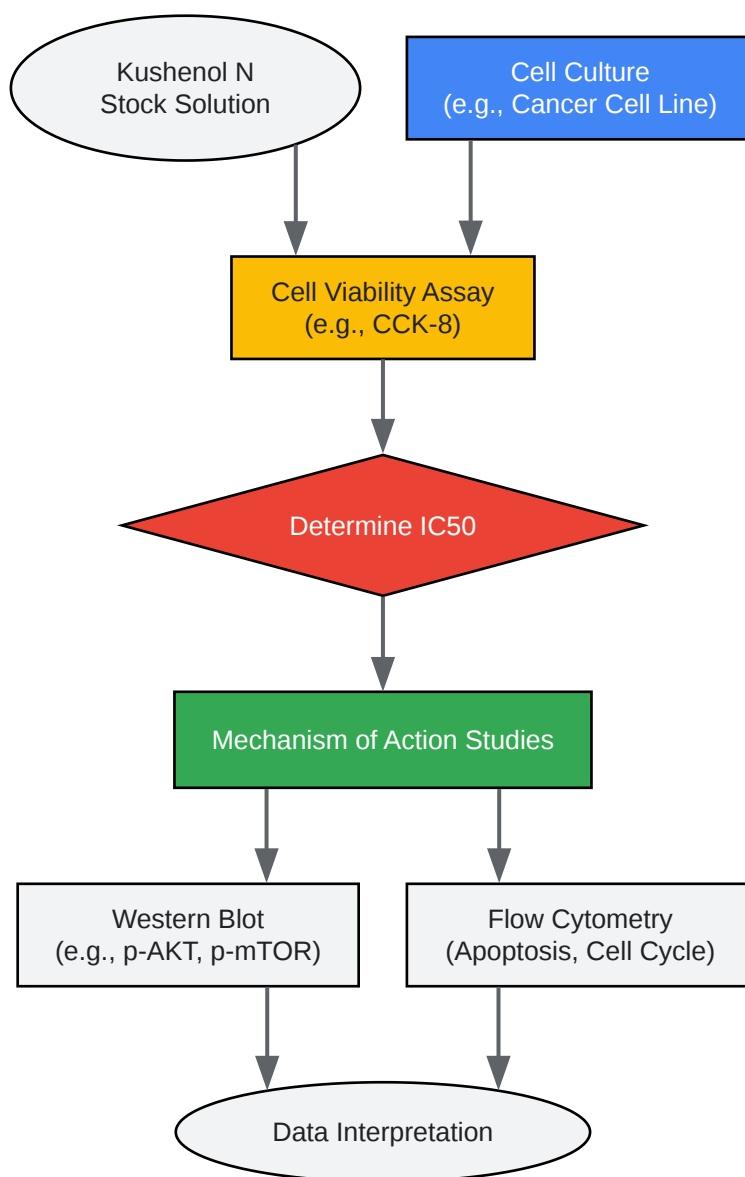 Kushenol N
Stock Solution
Cell Culture
(e.g., Cancer Cell Line)
Cell Viability Assay
(e.g., CCK-8)
Determine IC50
Mechanism of Action Studies
Western Blot
(e.g., p-AKT, p-mTOR)
Flow Cytometry
(Apoptosis, Cell Cycle)
Data Interpretation